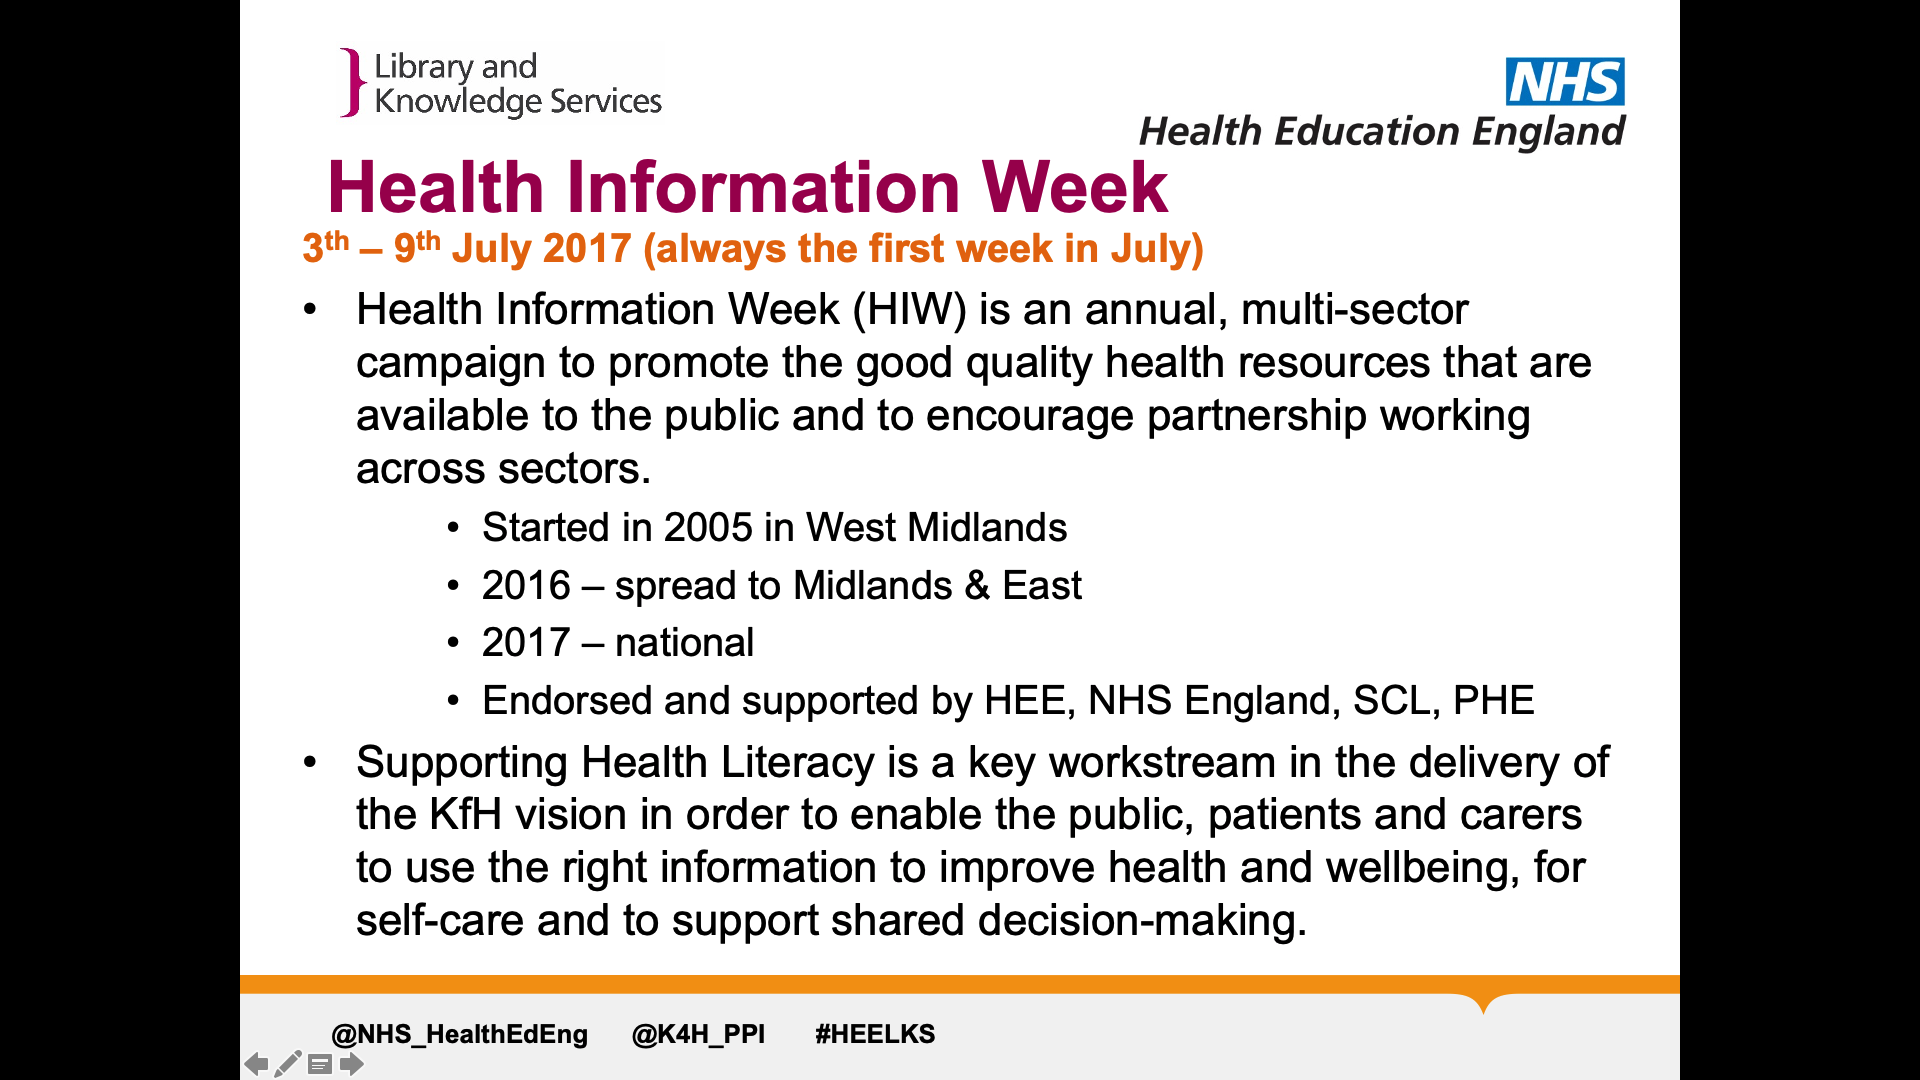 Library and
Knowledge Services
NHS
Health Education England
Health Information Week
3th – 9th July 2017 (always the first week in July)
• Health Information Week (HIW) is an annual, multi-sector
campaign to promote the good quality health resources that are
available to the public and to encourage partnership working
across sectors.
• Started in 2005 in West Midlands
• 2016 – spread to Midlands & East
• 2017 – national
• Endorsed and supported by HEE, NHS England, SCL, PHE
• Supporting Health Literacy is a key workstream in the delivery of
the KfH vision in order to enable the public, patients and carers
to use the right information to improve health and wellbeing, for
self-care and to support shared decision-making.
@NHS_HealthEdEng @K4H_PPI #HEELKS